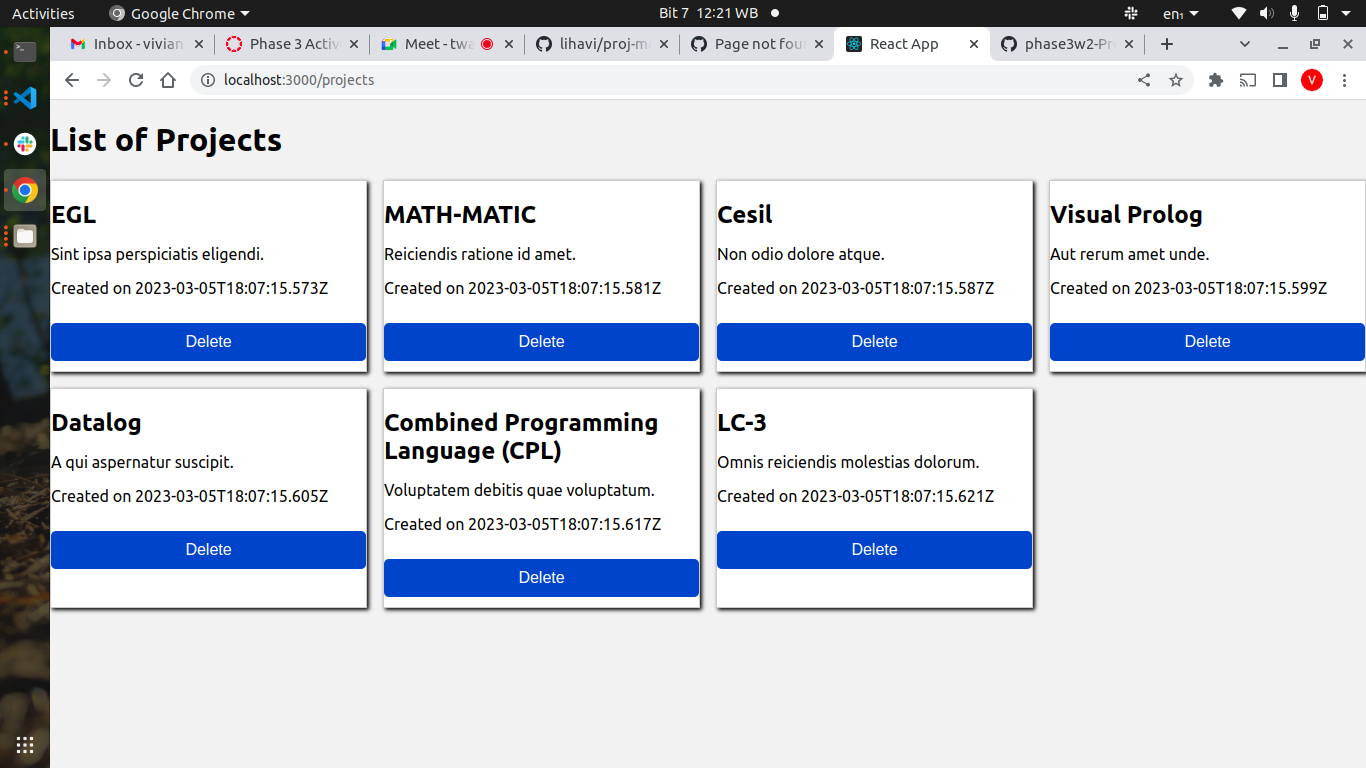 Activities
Google Chrome
Bit 7 12:21 WB
en₁
Inbox - vivian
Phase 3 Activ
Meet - twa
lihavi/proj-m
Page not fou
React App
phase3w2-Pr
localhost:3000/projects
V
List of Projects
EGL
Sint ipsa perspiciatis eligendi.
Created on 2023-03-05T18:07:15.573Z
Delete
MATH-MATIC
Reiciendis ratione id amet.
Created on 2023-03-05T18:07:15.581Z
Delete
Cesil
Non odio dolore atque.
Created on 2023-03-05T18:07:15.587Z
Delete
Visual Prolog
Aut rerum amet unde.
Created on 2023-03-05T18:07:15.599Z
Delete
Datalog
A qui aspernatur suscipit.
Created on 2023-03-05T18:07:15.605Z
Delete
Combined Programming
Language (CPL)
Voluptatem debitis quae voluptatum.
Created on 2023-03-05T18:07:15.617Z
Delete
LC-3
Omnis reiciendis molestias dolorum.
Created on 2023-03-05T18:07:15.621Z
Delete